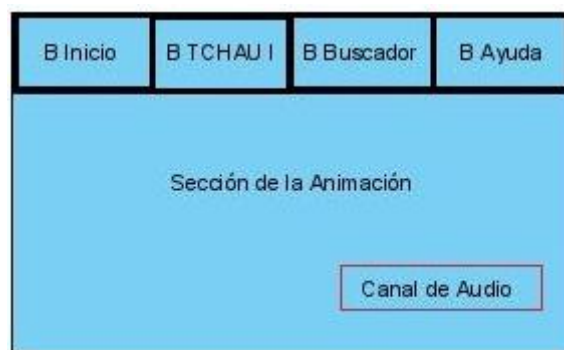 B Inicio B TCHAU I B Buscador B Ayuda
Sección de la Animación
Canal de Audio